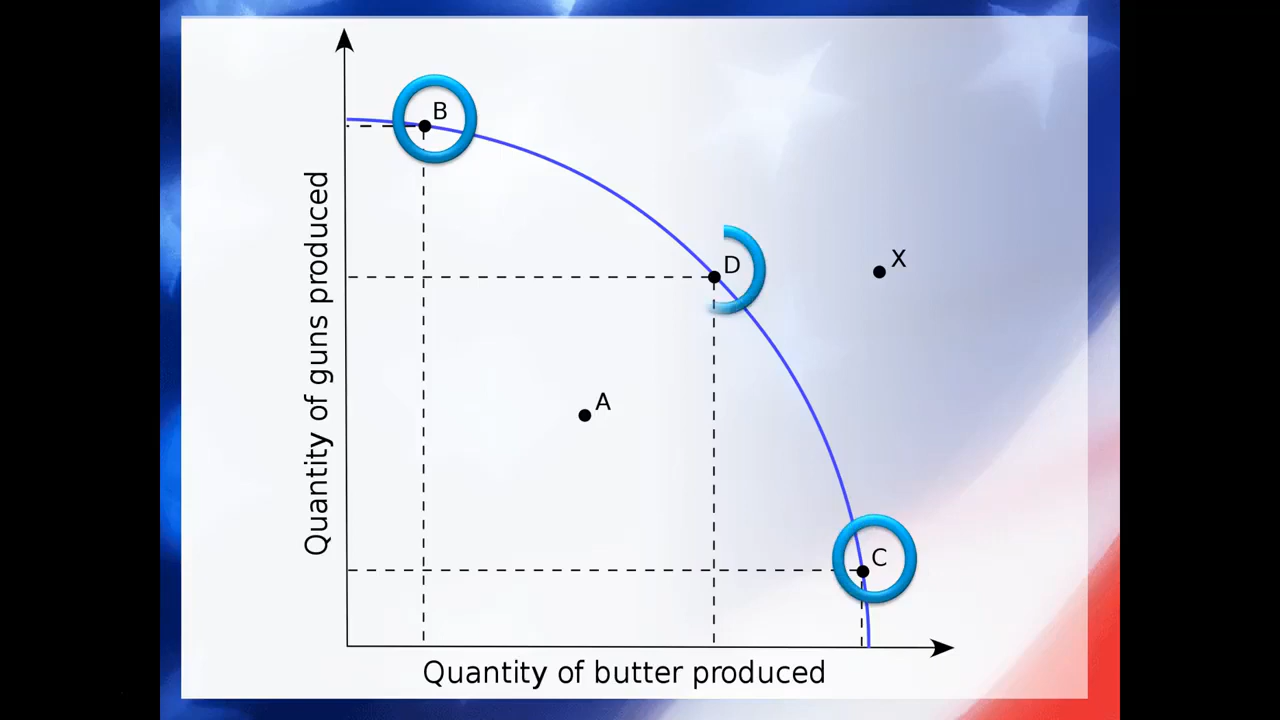 B
D
X
A
C
Quantity of guns produced
Quantity of butter produced